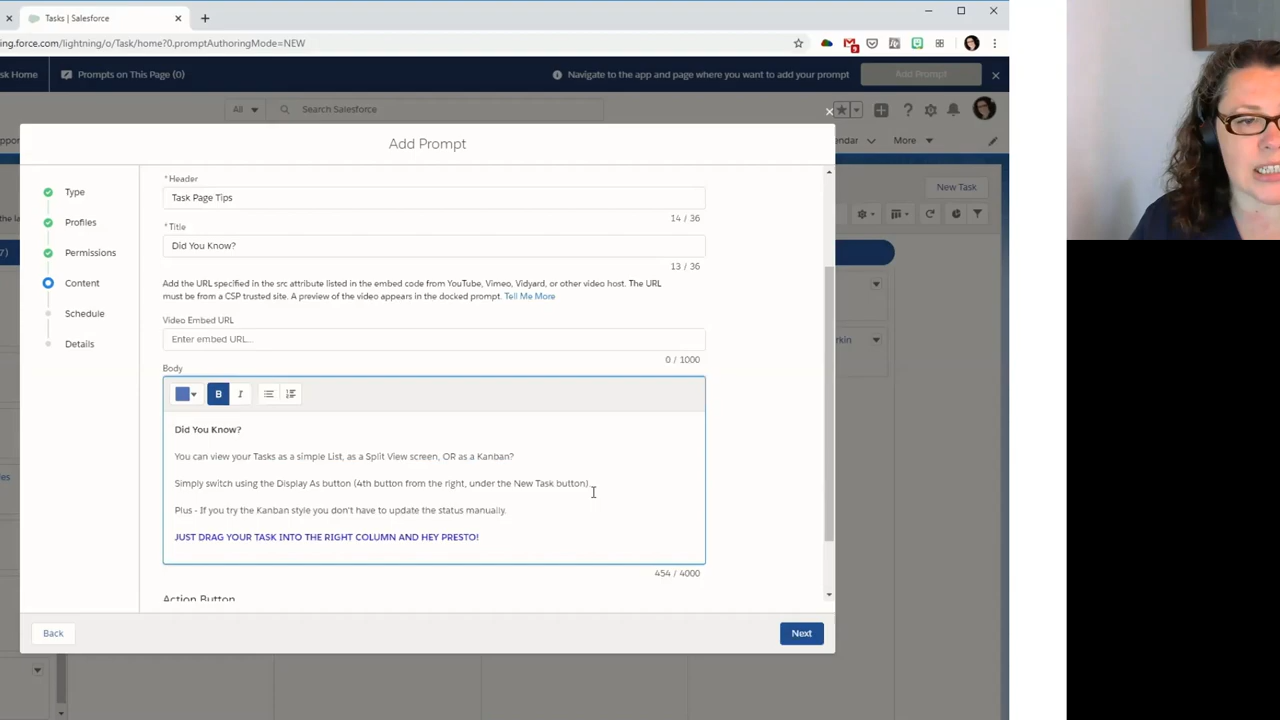 Tasks | Salesforce
ng.force.com/lightning/o/Task/home?0.promptAuthoringMode=NEW
9
sk Home
Prompts on This Page (0)
Navigate to the app and page where you want to add your prompt
Add Prompt
All
Search Salesforce
More
New Task
Add Prompt
Type
Profiles
Permissions
Content
Schedule
Details
*Header
Task Page Tips
14 / 36
*Title
Did You Know?
13 / 36
Add the URL specified in the src attribute listed in the embed code from YouTube, Vimeo, Vidyard, or other video host. The URL
must be from a CSP trusted site. A preview of the video appears in the docked prompt. Tell Me More
Video Embed URL
Enter embed URL...
0 / 1000
Body
B I
Did You Know?
You can view your Tasks as a simple List, as a Split View screen, OR as a Kanban?
Simply switch using the Display As button (4th button from the right, under the New Task button)
Plus - If you try the Kanban style you don't have to update the status manually.
JUST DRAG YOUR TASK INTO THE RIGHT COLUMN AND HEY PRESTO!
454 / 4000
Action Button
Back
Next